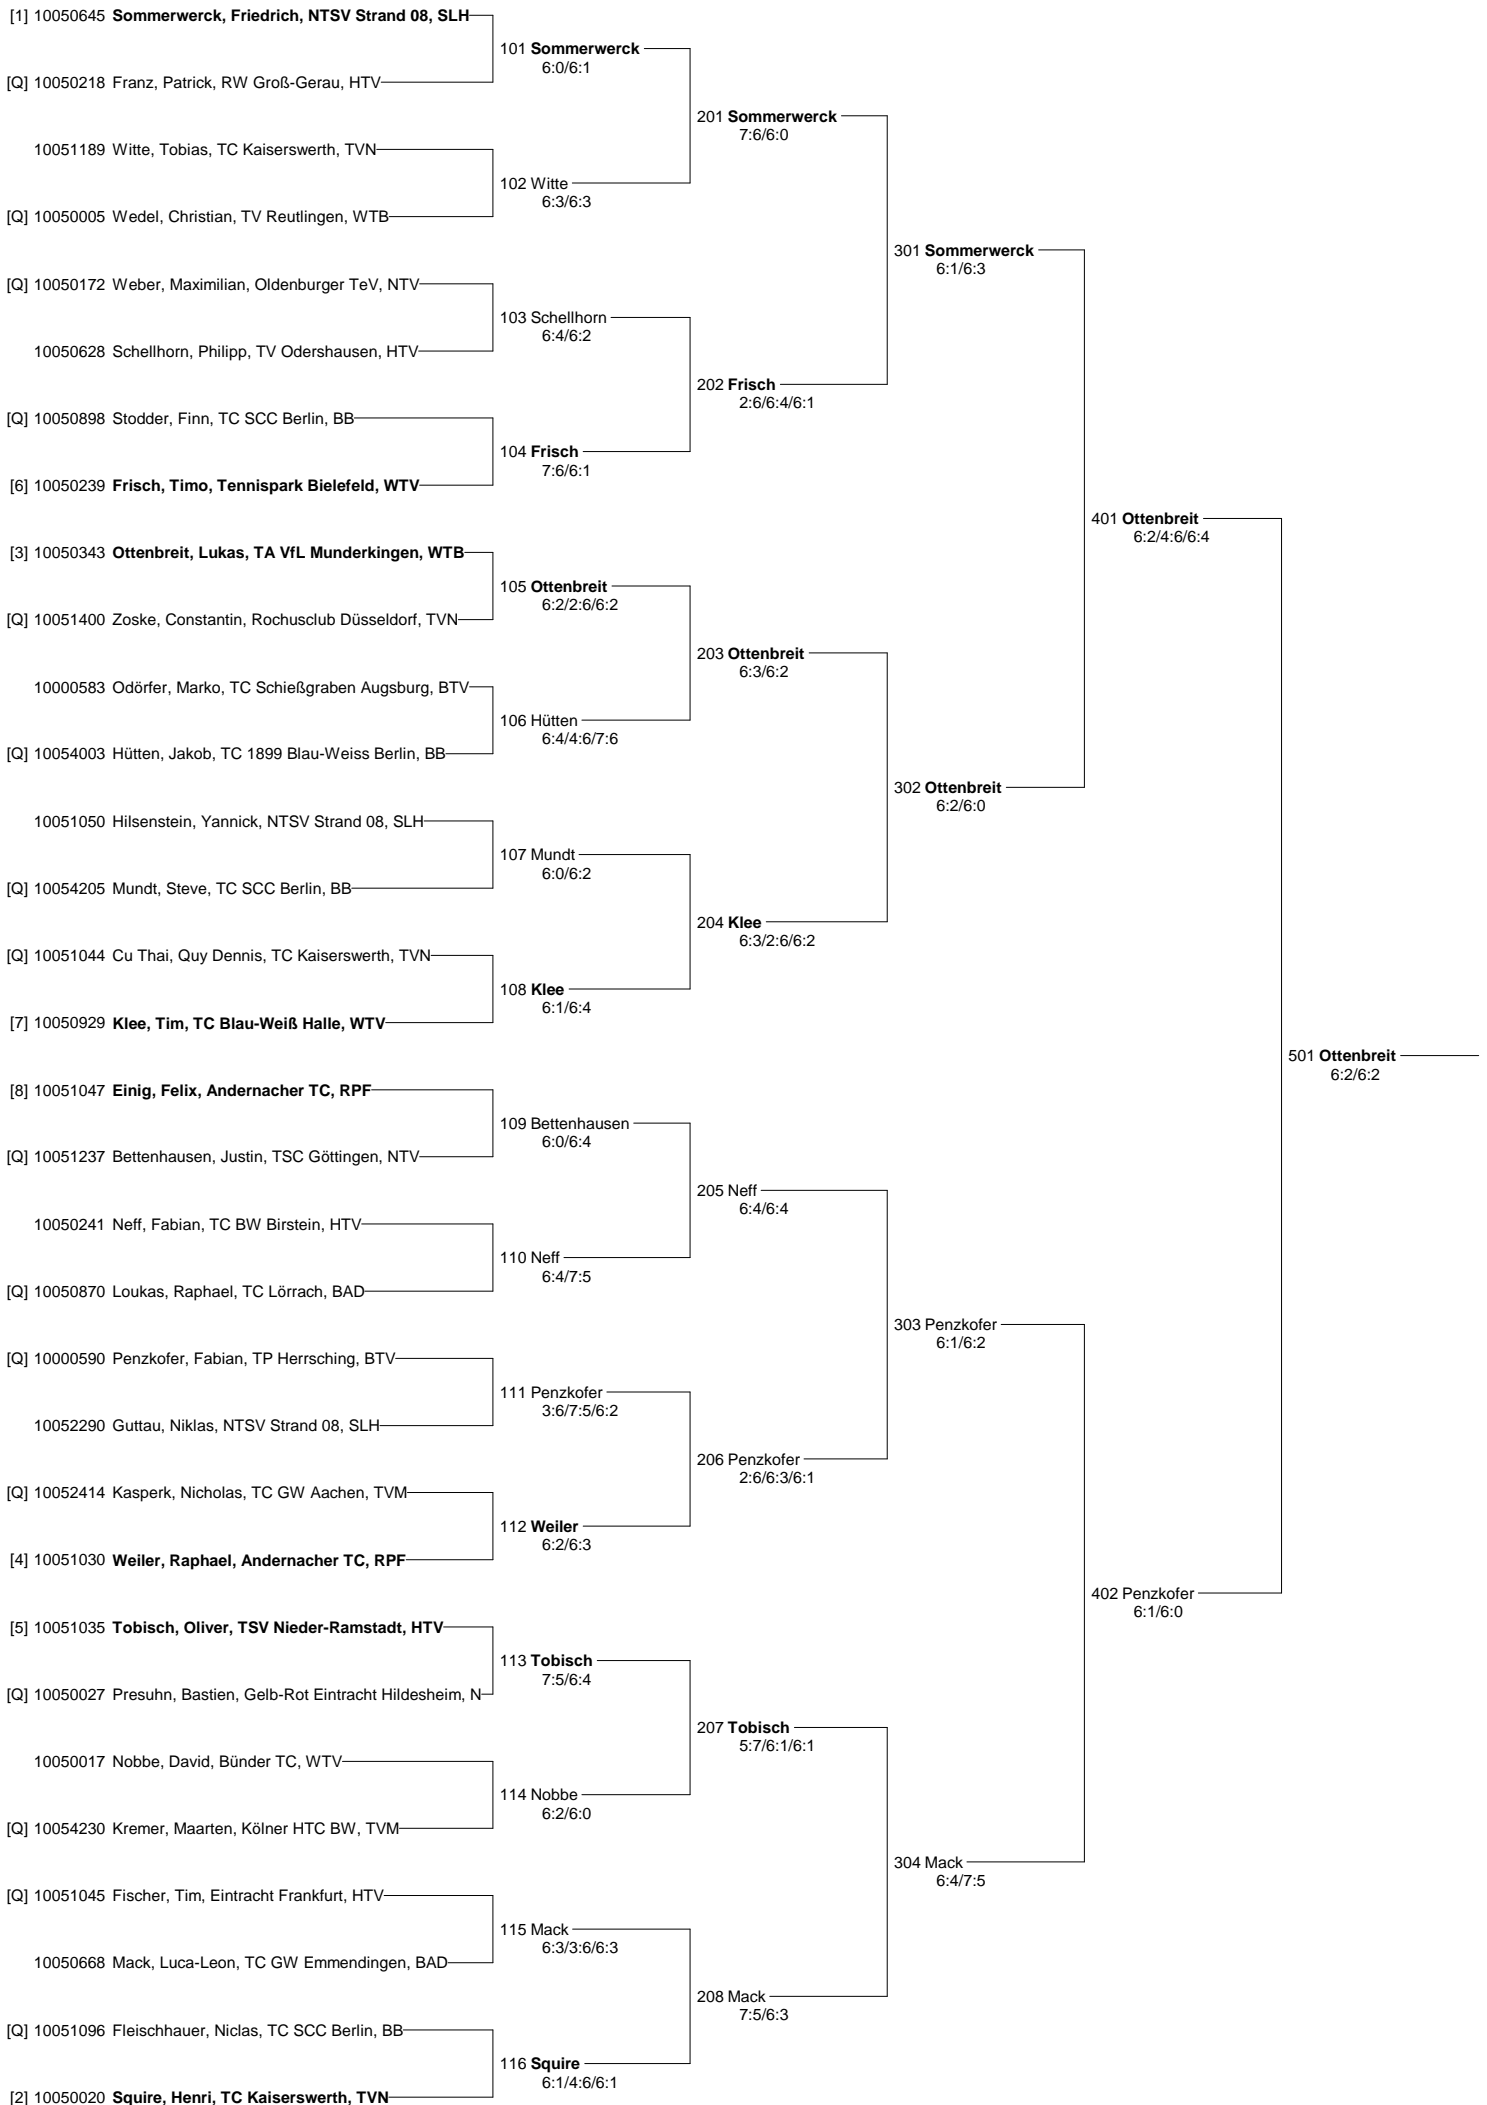 [1] 10050645 Sommerwerck, Friedrich, NTSV Strand 08, SLH
101 Sommerwerck
6:0/6:1
[Q] 10050218 Franz, Patrick, RW Groß-Gerau, HTV
201 Sommerwerck
7:6/6:0
10051189 Witte, Tobias, TC Kaiserswerth, TVN
102 Witte
6:3/6:3
[Q] 10050005 Wedel, Christian, TV Reutlingen, WTB
301 Sommerwerck
6:1/6:3
[Q] 10050172 Weber, Maximilian, Oldenburger TeV, NTV
103 Schellhorn
6:4/6:2
10050628 Schellhorn, Philipp, TV Odershausen, HTV
202 Frisch
2:6/6:4/6:1
[Q] 10050898 Stodder, Finn, TC SCC Berlin, BB
104 Frisch
7:6/6:1
[6] 10050239 Frisch, Timo, Tennispark Bielefeld, WTV
401 Ottenbreit
6:2/4:6/6:4
[3] 10050343 Ottenbreit, Lukas, TA VfL Munderkingen, WTB
105 Ottenbreit
6:2/2:6/6:2
[Q] 10051400 Zoske, Constantin, Rochusclub Düsseldorf, TVN
203 Ottenbreit
6:3/6:2
10000583 Odörfer, Marko, TC Schießgraben Augsburg, BTV
106 Hütten
6:4/4:6/7:6
[Q] 10054003 Hütten, Jakob, TC 1899 Blau-Weiss Berlin, BB
302 Ottenbreit
6:2/6:0
10051050 Hilsenstein, Yannick, NTSV Strand 08, SLH
107 Mundt
6:0/6:2
[Q] 10054205 Mundt, Steve, TC SCC Berlin, BB
204 Klee
6:3/2:6/6:2
[Q] 10051044 Cu Thai, Quy Dennis, TC Kaiserswerth, TVN
108 Klee
6:1/6:4
[7] 10050929 Klee, Tim, TC Blau-Weiß Halle, WTV
501 Ottenbreit
6:2/6:2
[8] 10051047 Einig, Felix, Andernacher TC, RPF
109 Bettenhausen
6:0/6:4
[Q] 10051237 Bettenhausen, Justin, TSC Göttingen, NTV
205 Neff
6:4/6:4
10050241 Neff, Fabian, TC BW Birstein, HTV
110 Neff
6:4/7:5
[Q] 10050870 Loukas, Raphael, TC Lörrach, BAD
303 Penzkofer
6:1/6:2
[Q] 10000590 Penzkofer, Fabian, TP Herrsching, BTV
111 Penzkofer
3:6/7:5/6:2
10052290 Guttau, Niklas, NTSV Strand 08, SLH
206 Penzkofer
2:6/6:3/6:1
[Q] 10052414 Kasperk, Nicholas, TC GW Aachen, TVM
112 Weiler
6:2/6:3
[4] 10051030 Weiler, Raphael, Andernacher TC, RPF
402 Penzkofer
6:1/6:0
[5] 10051035 Tobisch, Oliver, TSV Nieder-Ramstadt, HTV
113 Tobisch
7:5/6:4
[Q] 10050027 Presuhn, Bastien, Gelb-Rot Eintracht Hildesheim, N
207 Tobisch
5:7/6:1/6:1
10050017 Nobbe, David, Bünder TC, WTV
114 Nobbe
6:2/6:0
[Q] 10054230 Kremer, Maarten, Kölner HTC BW, TVM
304 Mack
6:4/7:5
[Q] 10051045 Fischer, Tim, Eintracht Frankfurt, HTV
115 Mack
6:3/3:6/6:3
10050668 Mack, Luca-Leon, TC GW Emmendingen, BAD
208 Mack
7:5/6:3
[Q] 10051096 Fleischhauer, Niclas, TC SCC Berlin, BB
116 Squire
6:1/4:6/6:1
[2] 10050020 Squire, Henri, TC Kaiserswerth, TVN